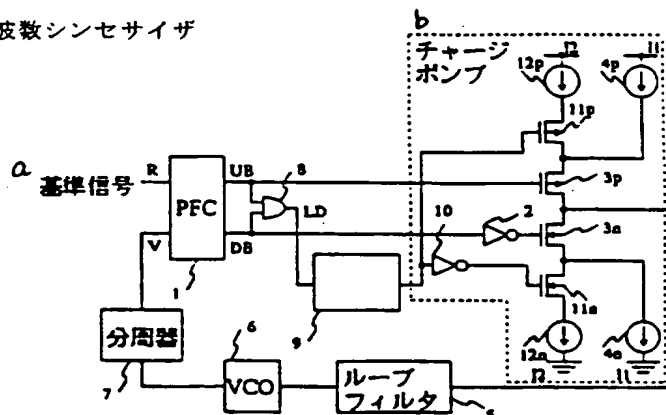 波数シンセサイザ
b
チャージ
ポンプ
I2
I1
12p
4p
11p
a
基準信号
R
UB
8
3p
PFC
LD
10
2
V
DB
3n
1
11n
分周器
6
9
12n
4n
7
VCO
ループ
フィルタ
I2
I1